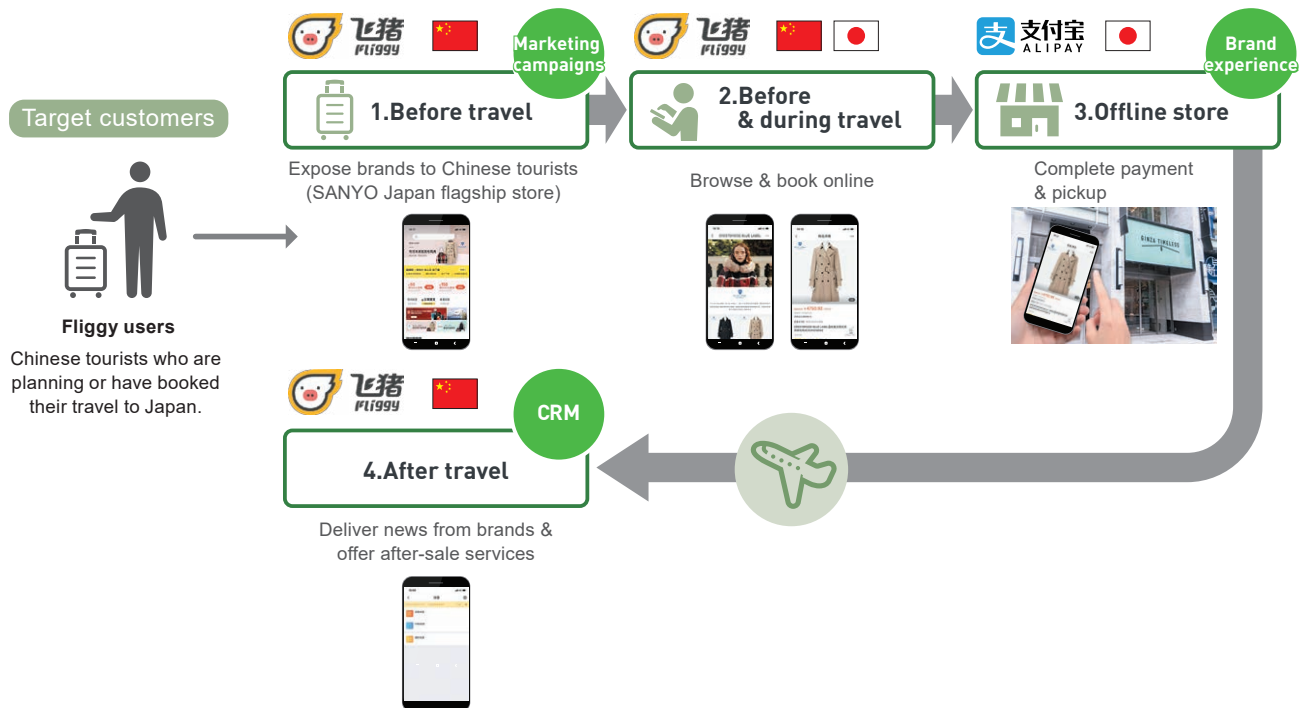 Target customers
Fliggy users
Chinese tourists who are
planning or have booked
their travel to Japan.
飞猪
Fliggy
Marketing
campaigns
1.Before travel
Expose brands to Chinese tourists
(SANYO Japan flagship store)
飞猪
Fliggy
2.Before
& during travel
Browse & book online
支付宝
ALIPAY
Brand
experience
3.Offline store
Complete payment
& pickup
GINZA TIMELESS
飞猪
Fliggy
CRM
4.After travel
Deliver news from brands &
offer after-sale services